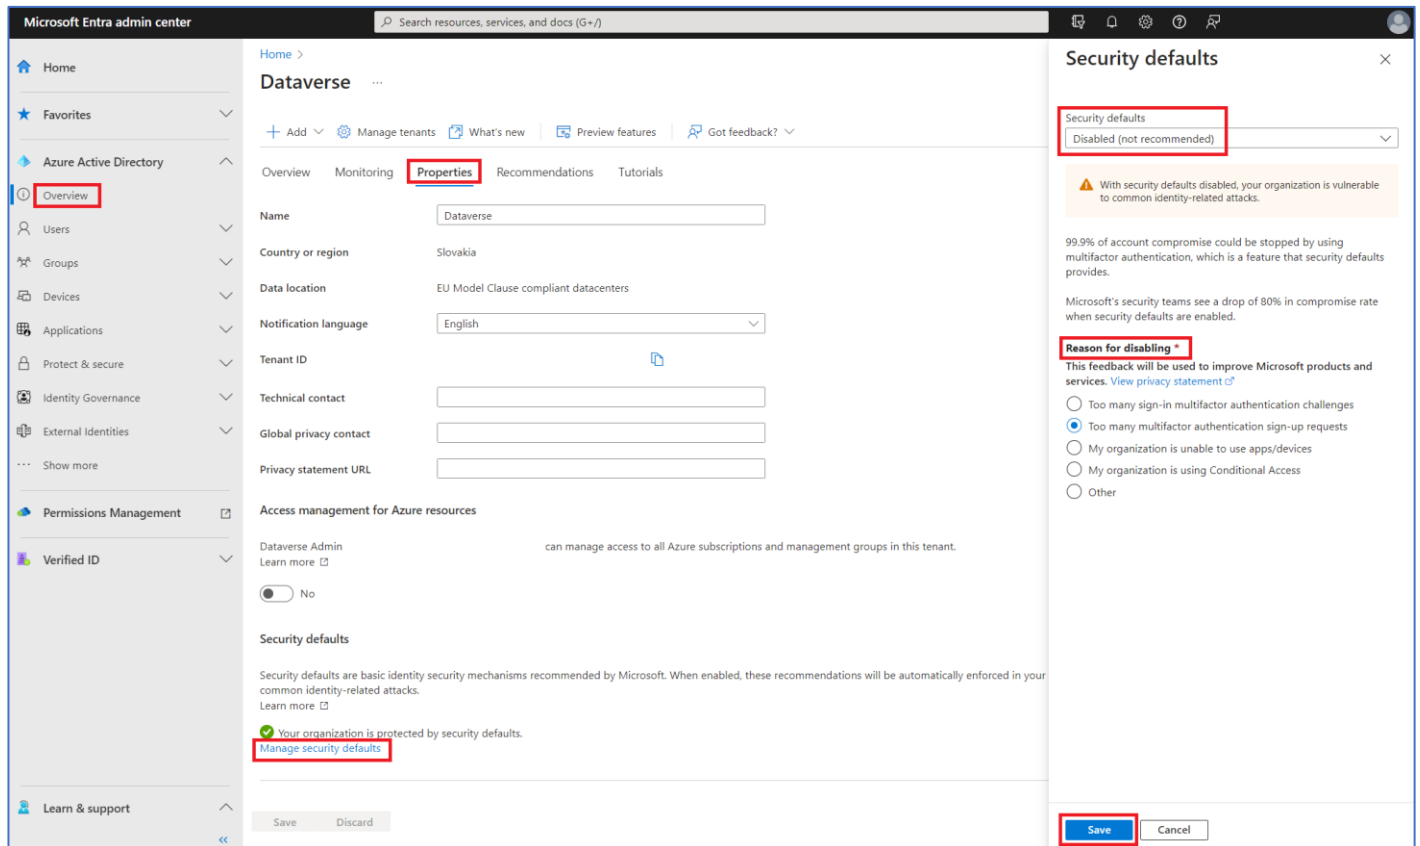 Microsoft Entra admin center
Search resources, services, and docs (G+/)
Home
Favorites
Azure Active Directory
Overview
Users
Groups
Devices
Applications
Protect & secure
Identity Governance
External Identities
Show more
Permissions Management
Verified ID
Learn & support
Home >
Dataverse ...
Add
Manage tenants
What's new
Preview features
Got feedback?
Overview
Monitoring
Properties
Recommendations
Tutorials
Name
Dataverse
Country or region
Slovakia
Data location
EU Model Clause compliant datacenters
Notification language
English
Tenant ID
Technical contact
Global privacy contact
Privacy statement URL
Access management for Azure resources
Dataverse Admin can manage access to all Azure subscriptions and management groups in this tenant.
Learn more
No
Security defaults
Security defaults are basic identity security mechanisms recommended by Microsoft. When enabled, these recommendations will be automatically enforced in your
common identity-related attacks.
Learn more
Your organization is protected by security defaults.
Manage security defaults
Save
Discard
Security defaults
Security defaults
Disabled (not recommended)
With security defaults disabled, your organization is vulnerable
to common identity-related attacks.
99.9% of account compromise could be stopped by using
multifactor authentication, which is a feature that security defaults
provides.
Microsoft's security teams see a drop of 80% in compromise rate
when security defaults are enabled.
Reason for disabling *
This feedback will be used to improve Microsoft products and
services. View privacy statement
Too many sign-in multifactor authentication challenges
Too many multifactor authentication sign-up requests
My organization is unable to use apps/devices
My organization is using Conditional Access
Other
Save
Cancel